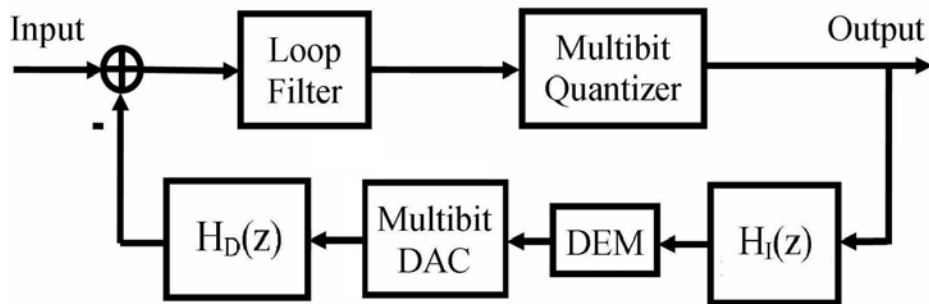 Input
Loop
Filter
Multibit
Quantizer
Output
-
H_D(z)
Multibit
DAC
DEM
H_I(z)